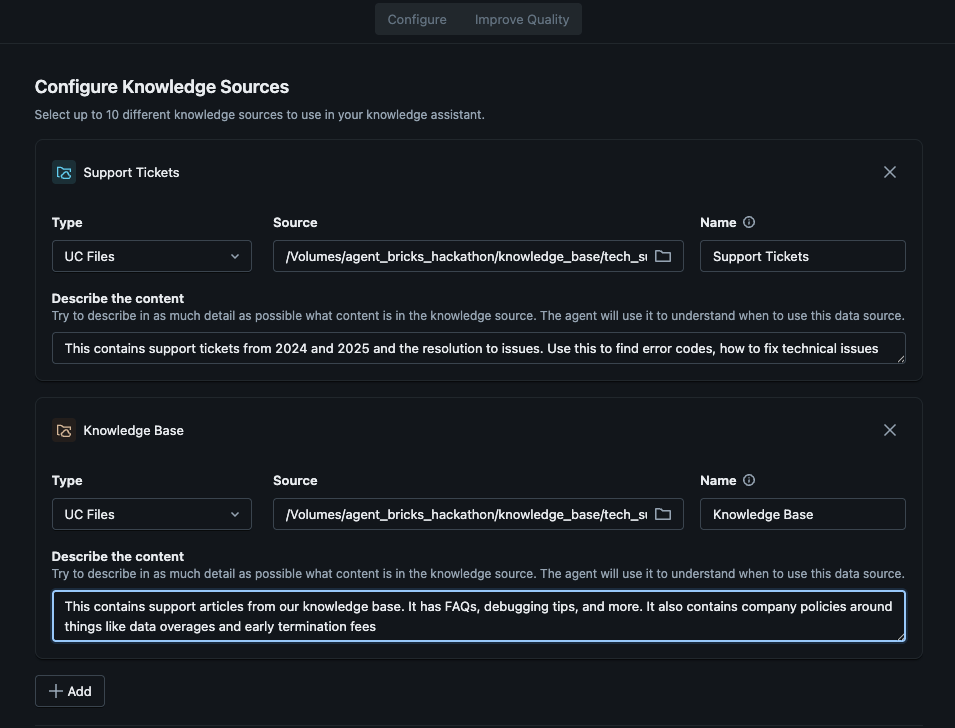 Configure Improve Quality
Configure Knowledge Sources
Select up to 10 different knowledge sources to use in your knowledge assistant.
Support Tickets
Type Source Name
UC Files /Volumes/agent_bricks_hackathon/knowledge_base/tech_su Support Tickets
Describe the content
Try to describe in as much detail as possible what content is in the knowledge source. The agent will use it to understand when to use this data source.
This contains support tickets from 2024 and 2025 and the resolution to issues. Use this to find error codes, how to fix technical issues
Knowledge Base
Type Source Name
UC Files /Volumes/agent_bricks_hackathon/knowledge_base/tech_su Knowledge Base
Describe the content
Try to describe in as much detail as possible what content is in the knowledge source. The agent will use it to understand when to use this data source.
This contains support articles from our knowledge base. It has FAQs, debugging tips, and more. It also contains company policies around
things like data overages and early termination fees
Add